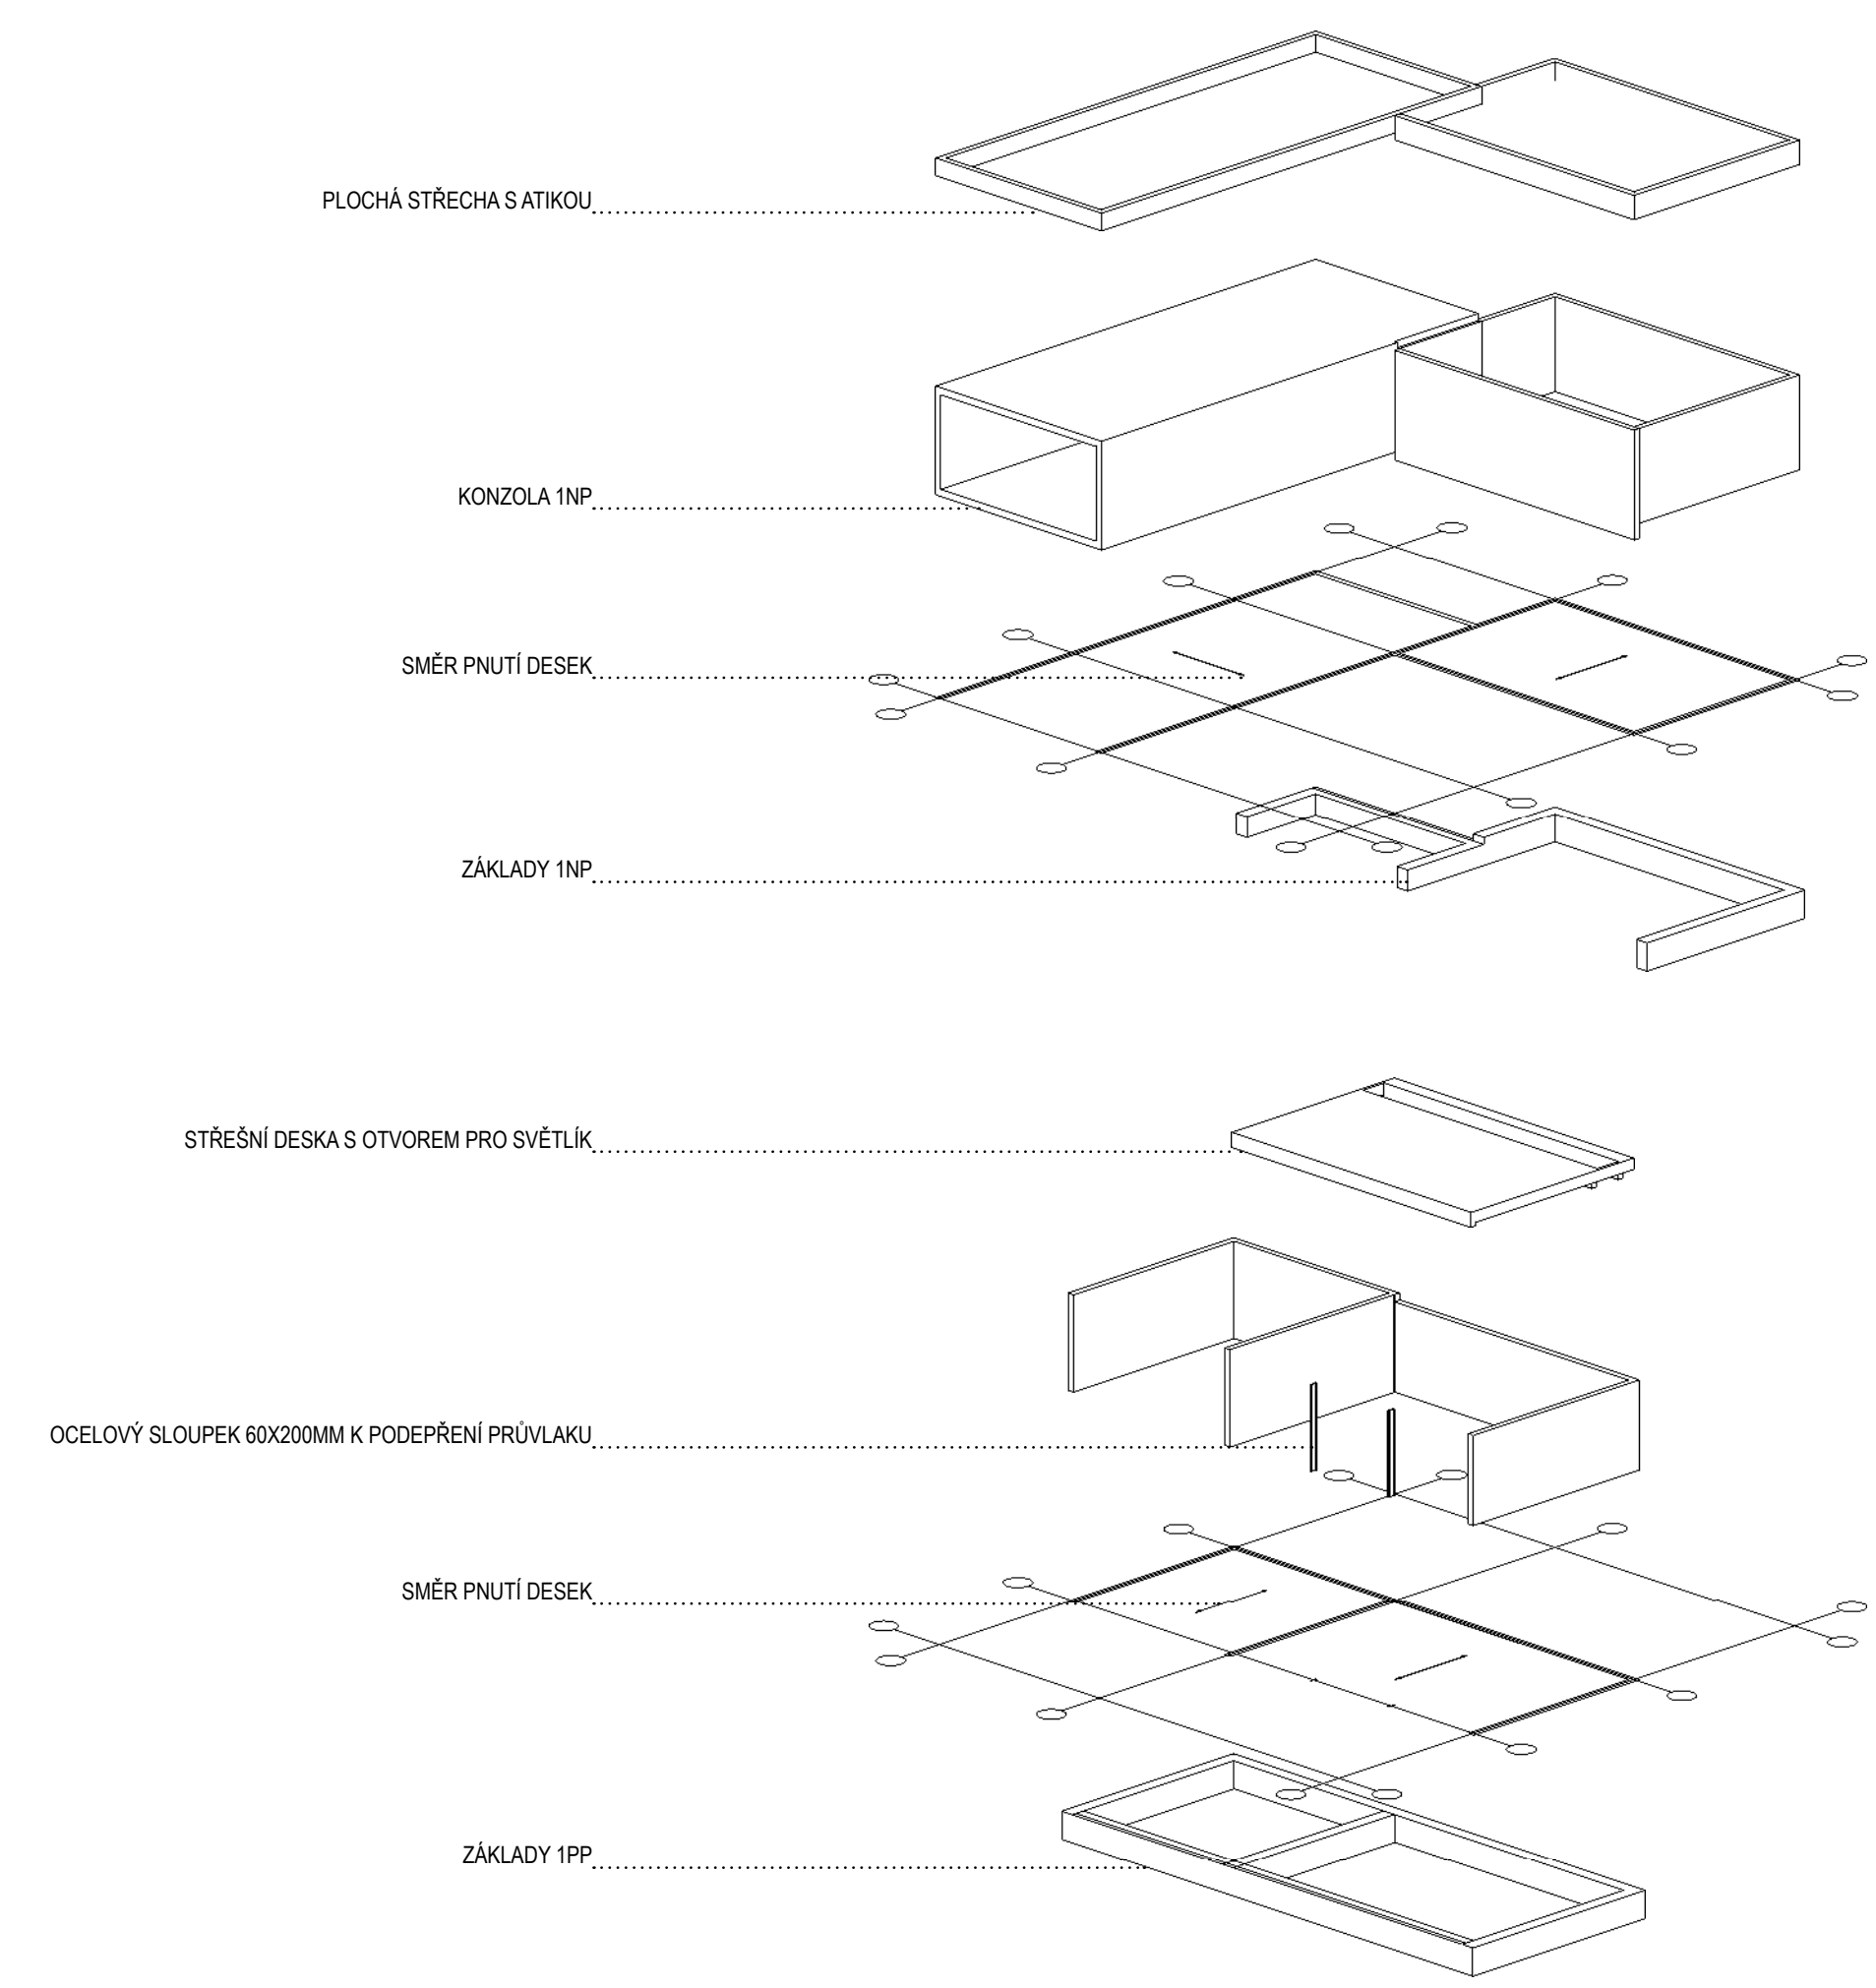 PLOCHÁ STŘECHA S ATIKOU
KONZOLA 1NP
SMĚR PNUTÍ DESEK
ZÁKLADY 1NP
STŘEŠNÍ DESKA S OTVOREM PRO SVĚTLÍK
OCELOVÝ SLOUPEK 60X200MM K PODEPŘENÍ PRŮVLAKU
SMĚR PNUTÍ DESEK
ZÁKLADY 1PP